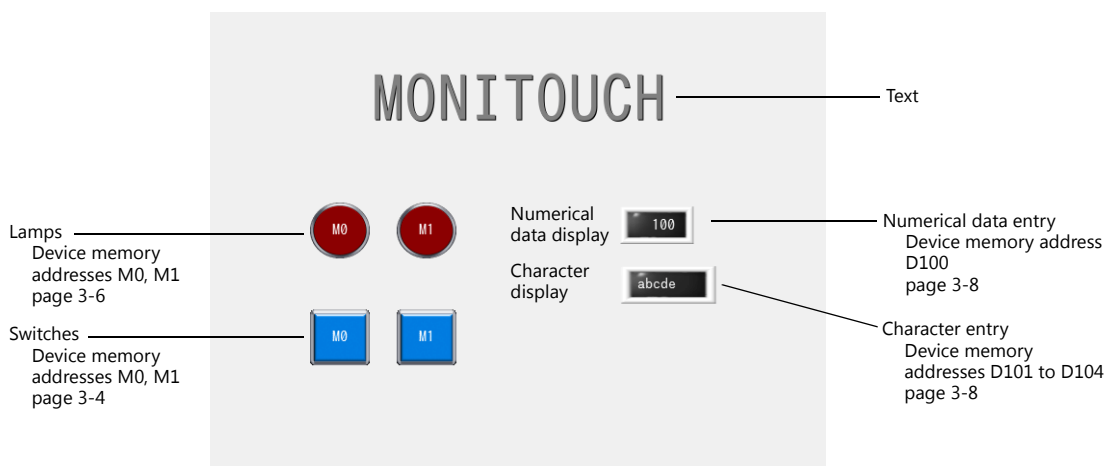 MONITOUCH
Text
Lamps
Device memory
addresses M0, M1
page 3-6
M0
M1
Numerical
data display
100
Numerical data entry
Device memory address
D100
page 3-8
Character
display
abcde
Switches
Device memory
addresses M0, M1
page 3-4
M0
M1
Character entry
Device memory
addresses D101 to D104
page 3-8